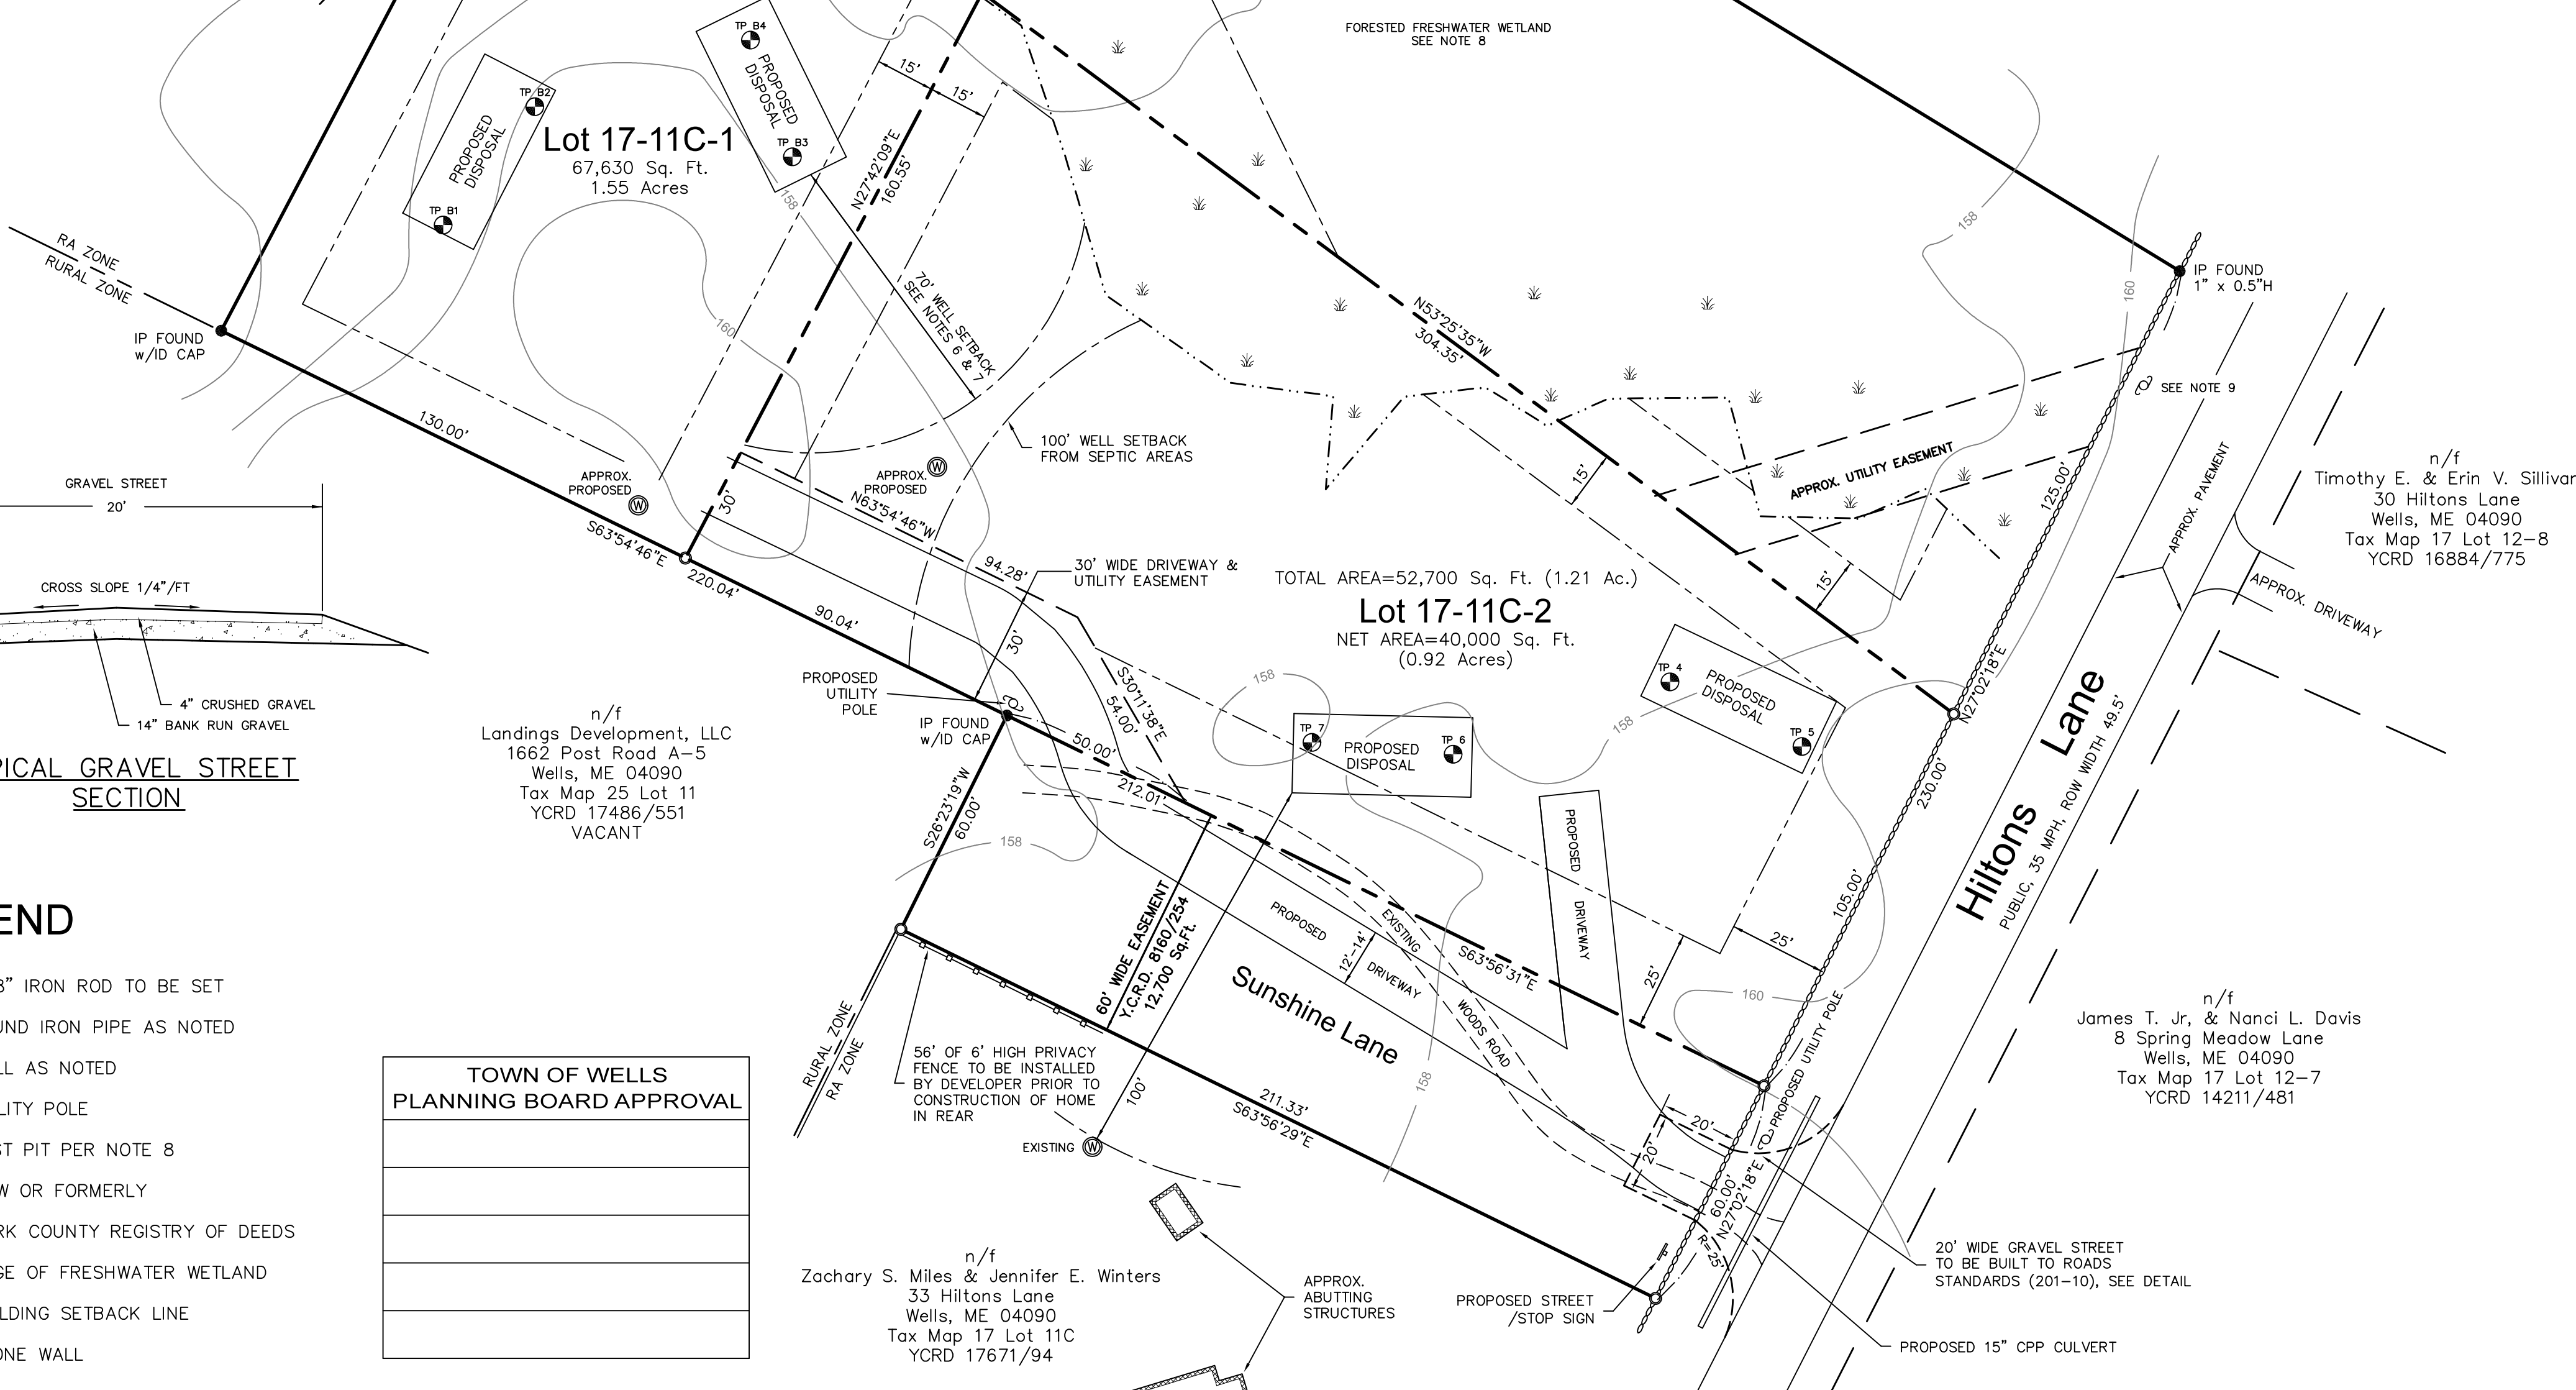 FORESTED FRESHWATER WETLAND
SEE NOTE 8
TP B4
PROPOSED
DISPOSAL
TP B3
TP B2
PROPOSED
DISPOSAL
TP B1
Lot 17-11C-1
67,630 Sq. Ft.
1.55 Acres
15'
15'
N27°42'09"E
160.55'
158
160
RA ZONE
RURAL ZONE
IP FOUND
w/ID CAP
130.00'
S63°54'46"E
220.04'
90.04'
70' WELL SETBACK
SEE NOTES 6 & 7
100' WELL SETBACK
FROM SEPTIC AREAS
APPROX.
PROPOSED
W
APPROX.
PROPOSED
W
30'
N63°54'46"W
94.28'
30' WIDE DRIVEWAY &
UTILITY EASEMENT
30'
S30°11'38"E
54.00'
PROPOSED
UTILITY
POLE
IP FOUND
w/ID CAP
50.00'
212.01'
S26°23'19"W
60.00'
158
N53°25'35"W
304.35'
15'
15'
APPROX. UTILITY EASEMENT
158
160
IP FOUND
1" x 0.5"H
SEE NOTE 9
125.00'
APPROX. PAVEMENT
APPROX. DRIVEWAY
n/f
Timothy E. & Erin V. Sillivan
30 Hiltons Lane
Wells, ME 04090
Tax Map 17 Lot 12-8
YCRD 16884/775
TOTAL AREA=52,700 Sq. Ft. (1.21 Ac.)
Lot 17-11C-2
NET AREA=40,000 Sq. Ft.
(0.92 Acres)
158
TP 7
PROPOSED
DISPOSAL
TP 6
158
TP 4
PROPOSED
DISPOSAL
TP 5
N27°02'18"E
230.00'
105.00'
Hiltons Lane
PUBLIC, 35 MPH, ROW WIDTH 49.5'
GRAVEL STREET
20'
CROSS SLOPE 1/4"/FT
4" CRUSHED GRAVEL
14" BANK RUN GRAVEL
PICAL GRAVEL STREET
SECTION
n/f
Landings Development, LLC
1662 Post Road A-5
Wells, ME 04090
Tax Map 25 Lot 11
YCRD 17486/551
VACANT
END
8" IRON ROD TO BE SET
UND IRON PIPE AS NOTED
LL AS NOTED
LITY POLE
ST PIT PER NOTE 8
W OR FORMERLY
RK COUNTY REGISTRY OF DEEDS
GE OF FRESHWATER WETLAND
LDING SETBACK LINE
ONE WALL
TOWN OF WELLS
PLANNING BOARD APPROVAL
RURAL ZONE
RA ZONE
60' WIDE EASEMENT
Y.C.R.D. 8160/254
12,700 Sq.Ft.
56' OF 6' HIGH PRIVACY
FENCE TO BE INSTALLED
BY DEVELOPER PRIOR TO
CONSTRUCTION OF HOME
IN REAR
100'
EXISTING
W
PROPOSED
DRIVEWAY
12'-14'
EXISTING
WOODS ROAD
PROPOSED
DRIVEWAY
S63°56'31"E
25'
25'
160
158
Sunshine Lane
211.33'
S63°56'29"E
20'
20'
PROPOSED UTILITY POLE
60.00'
N27°02'18"E
R=25'
n/f
Zachary S. Miles & Jennifer E. Winters
33 Hiltons Lane
Wells, ME 04090
Tax Map 17 Lot 11C
YCRD 17671/94
APPROX.
ABUTTING
STRUCTURES
PROPOSED STREET
/STOP SIGN
20' WIDE GRAVEL STREET
TO BE BUILT TO ROADS
STANDARDS (201-10), SEE DETAIL
PROPOSED 15" CPP CULVERT
n/f
James T. Jr, & Nanci L. Davis
8 Spring Meadow Lane
Wells, ME 04090
Tax Map 17 Lot 12-7
YCRD 14211/481